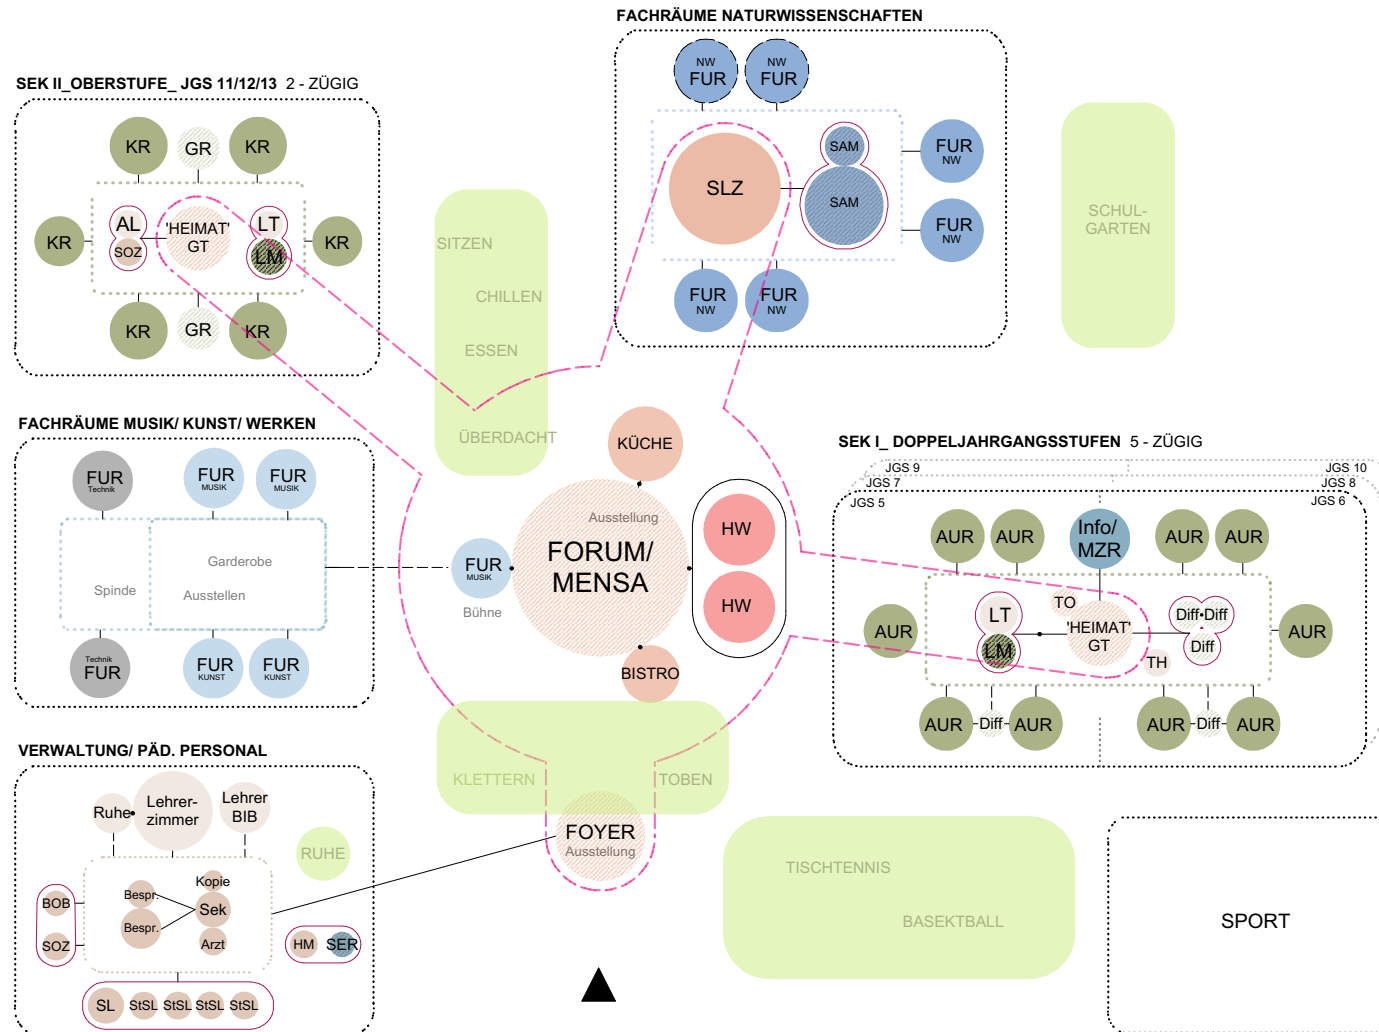 FACHRÄUME NATURWISSENSCHAFTEN
NW
FUR
NW
FUR
SLZ
SAM
SAM
FUR
NW
FUR
NW
FUR
NW
FUR
NW
SEK II_OBERSTUFE_ JGS 11/12/13 2 - ZÜGIG
KR
GR
KR
KR
AL
SOZ
'HEIMAT'
GT
LT
LM
KR
KR
GR
KR
SITZEN
CHILLEN
ESSEN
ÜBERDACHT
SCHUL-
GARTEN
FACHRÄUME MUSIK/ KUNST/ WERKEN
FUR
Technik
FUR
MUSIK
FUR
MUSIK
Garderobe
Spinde
Ausstellen
Technik
FUR
FUR
KUNST
FUR
KUNST
KÜCHE
Ausstellung
FORUM/
MENSA
FUR
MUSIK
Bühne
HW
HW
BISTRO
SEK I_ DOPPELJAHRGANGSSTUFEN 5 - ZÜGIG
JGS 9
JGS 10
JGS 7
JGS 8
JGS 5
JGS 6
AUR
AUR
Info/
MZR
AUR
AUR
AUR
LT
LM
TO
'HEIMAT'
GT
TH
Diff
Diff
Diff
AUR
AUR
Diff
AUR
AUR
Diff
AUR
VERWALTUNG/ PÄD. PERSONAL
Ruhe
Lehrer-
zimmer
Lehrer
BIB
RUHE
Kopie
Bespr.
Sek
Bespr.
Arzt
BOB
SOZ
HM
SER
SL
StSL
StSL
StSL
StSL
KLETTERN
TOBEN
FOYER
Ausstellung
TISCHTENNIS
BASEKTBALL
SPORT